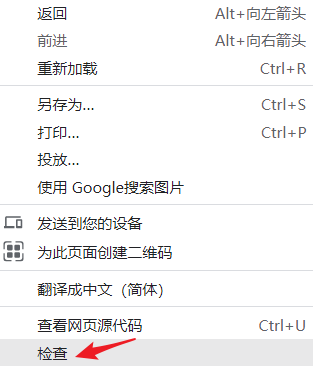 返回 Alt+向左箭头
前进 Alt+向右箭头
重新加载 Ctrl+R
另存为... Ctrl+S
打印... Ctrl+P
投放...
使用 Google搜索图片
发送到您的设备
为此页面创建二维码
翻译成中文（简体）
查看网页源代码 Ctrl+U
检查